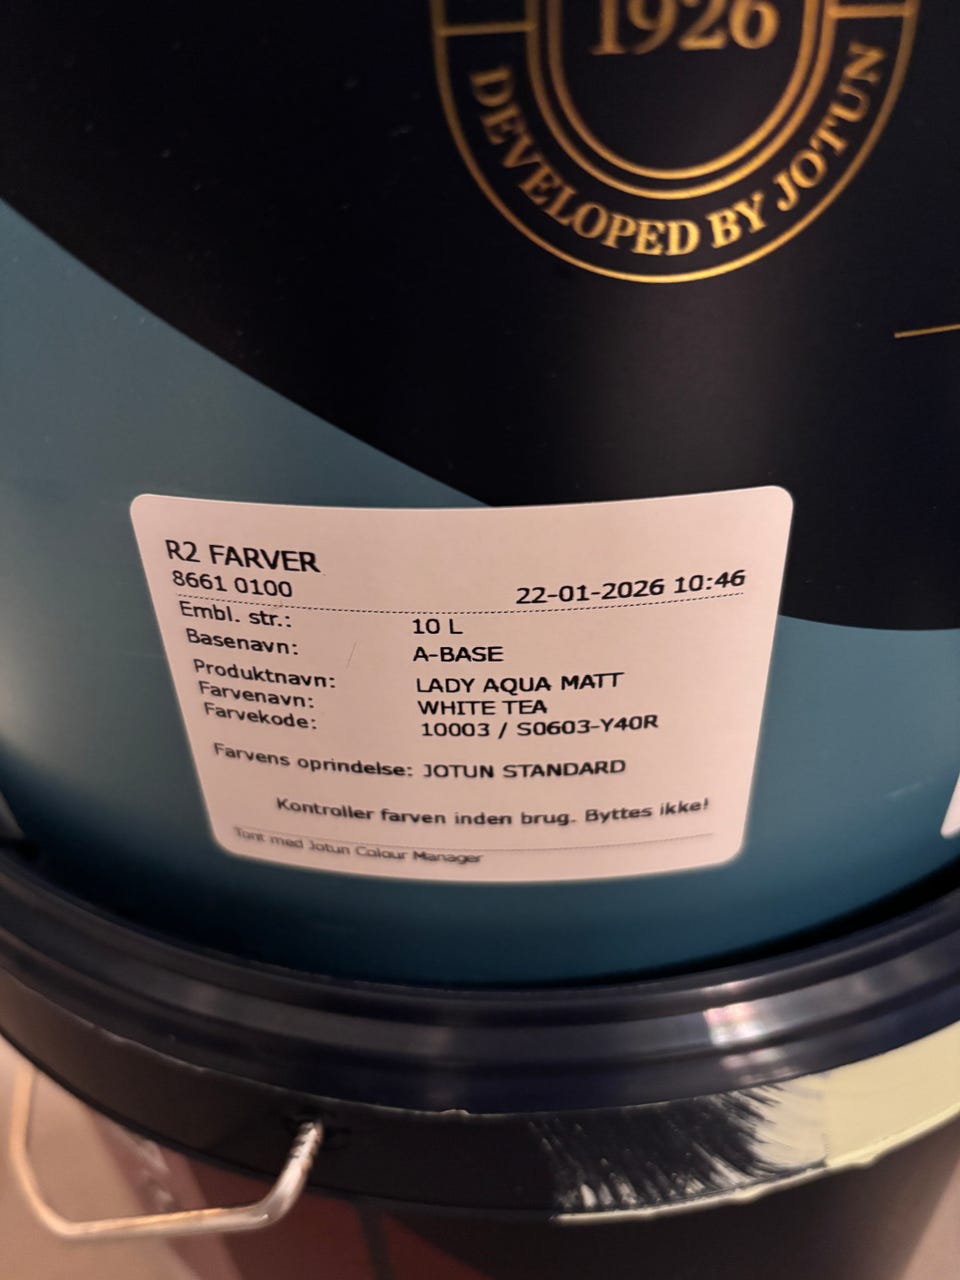 1926
DEVELOPED BY JOTUN
R2 FARVER
8661 0100 22-01-2026 10:46
Embl. str.: 10 L
Basenavn: A-BASE
Produktnavn: LADY AQUA MATT
Farvenavn: WHITE TEA
Farvekode: 10003 / S0603-Y40R
Farvens oprindelse: JOTUN STANDARD
Kontroller farven inden brug. Byttes ikke!
Tont med Jotun Colour Manager